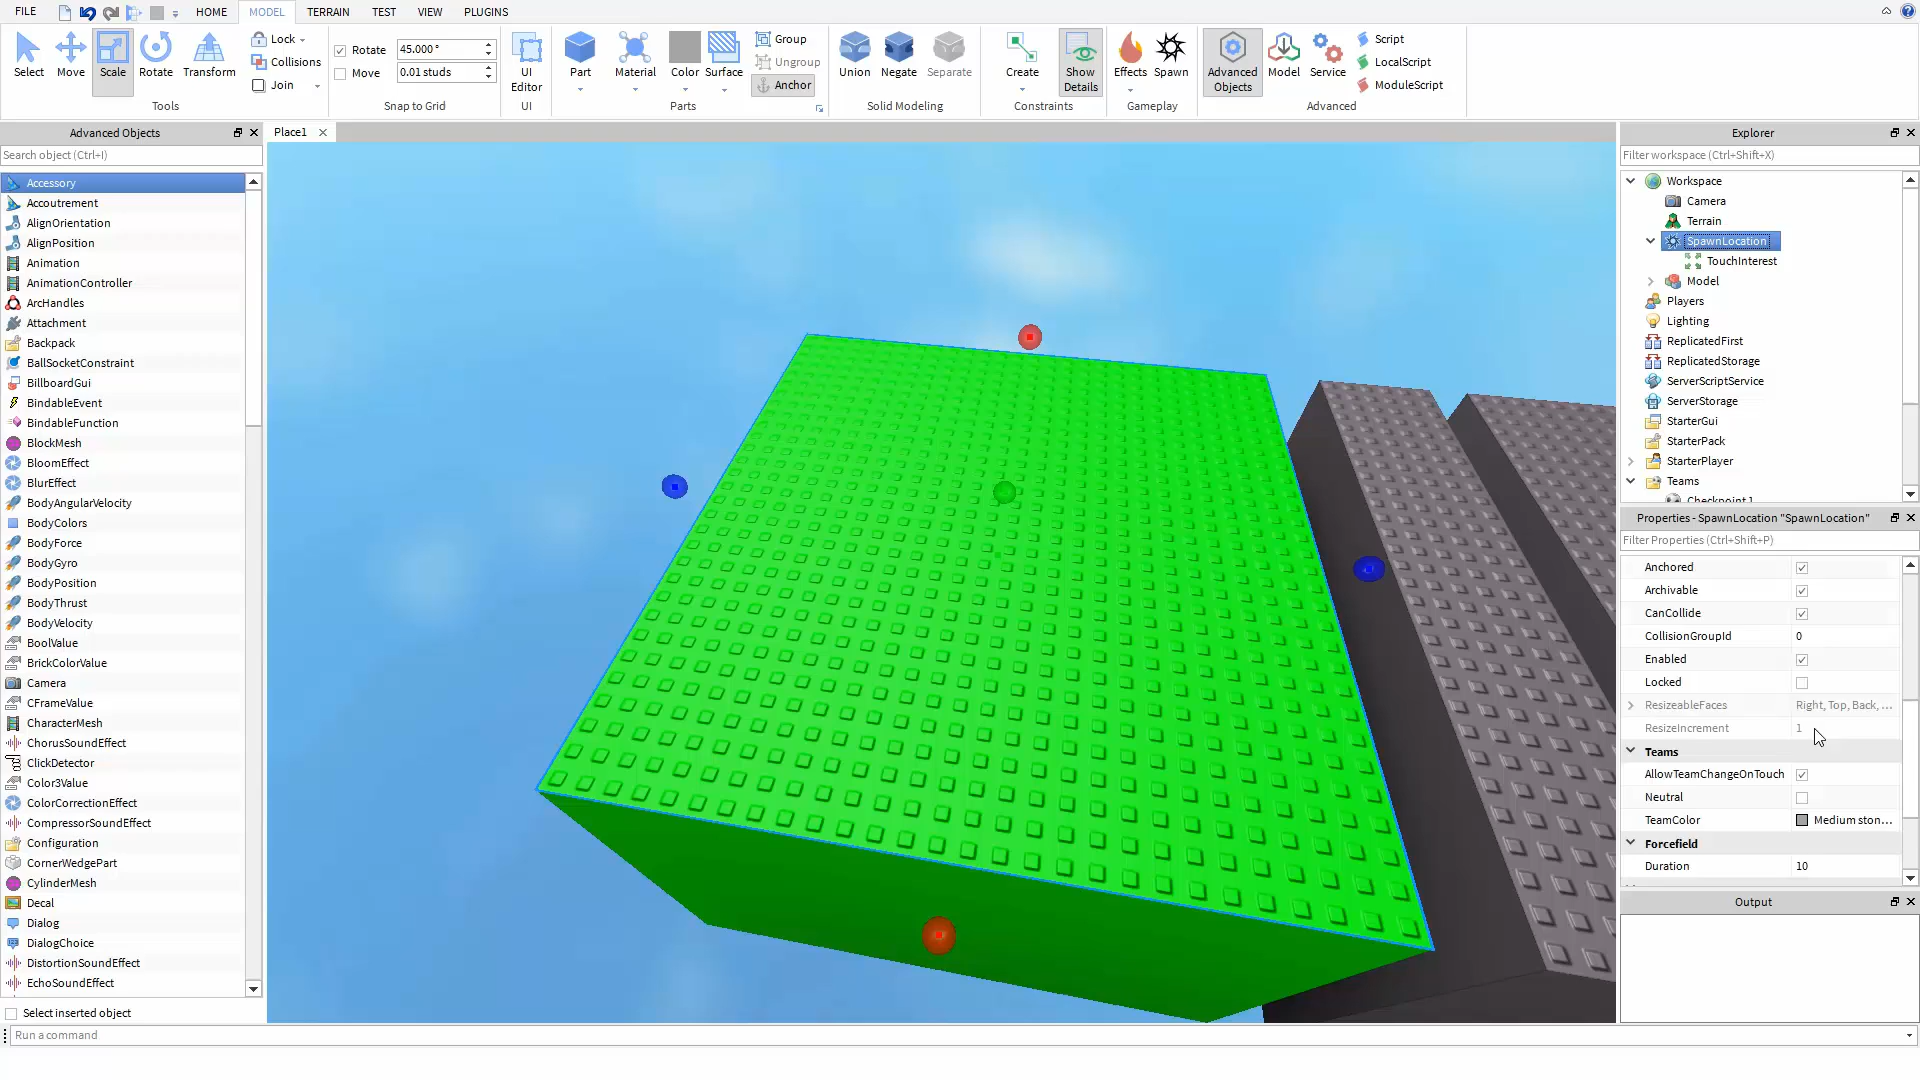 FILE HOME MODEL TERRAIN TEST VIEW PLUGINS
Select Move Scale Rotate Transform
Lock
Collisions
Join
Tools
Rotate 45.000 °
Move 0.01 studs
Snap to Grid
UI
Editor
UI
Part Material Color Surface
Group
Ungroup
Anchor
Parts
Union Negate Separate
Solid Modeling
Create
Show
Details
Constraints
Effects Spawn
Gameplay
Advanced
Objects
Model Service
Script
LocalScript
ModuleScript
Advanced
Advanced Objects
Search object (Ctrl+I)
Accessory
Accoutrement
AlignOrientation
AlignPosition
Animation
AnimationController
ArcHandles
Attachment
Backpack
BallSocketConstraint
BillboardGui
BindableEvent
BindableFunction
BlockMesh
BloomEffect
BlurEffect
BodyAngularVelocity
BodyColors
BodyForce
BodyGyro
BodyPosition
BodyThrust
BodyVelocity
BoolValue
BrickColorValue
Camera
CFrameValue
CharacterMesh
ChorusSoundEffect
ClickDetector
Color3Value
ColorCorrectionEffect
CompressorSoundEffect
Configuration
CornerWedgePart
CylinderMesh
Decal
Dialog
DialogChoice
DistortionSoundEffect
EchoSoundEffect
Select inserted object
Run a command
Place1
Explorer
Filter workspace (Ctrl+Shift+X)
Workspace
Camera
Terrain
SpawnLocation
TouchInterest
Model
Players
Lighting
ReplicatedFirst
ReplicatedStorage
ServerScriptService
ServerStorage
StarterGui
StarterPack
StarterPlayer
Teams
Checkpoint 1
Properties - SpawnLocation "SpawnLocation"
Filter Properties (Ctrl+Shift+P)
Anchored
Archivable
CanCollide
CollisionGroupId 0
Enabled
Locked
ResizeableFaces Right, Top, Back, ...
ResizeIncrement 1
Teams
AllowTeamChangeOnTouch
Neutral
TeamColor Medium ston...
Forcefield
Duration 10
Output